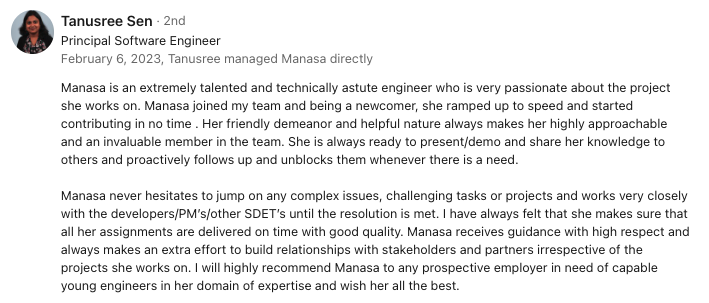 Tanusree Sen · 2nd
Principal Software Engineer
February 6, 2023, Tanusree managed Manasa directly
Manasa is an extremely talented and technically astute engineer who is very passionate about the project
she works on. Manasa joined my team and being a newcomer, she ramped up to speed and started
contributing in no time . Her friendly demeanor and helpful nature always makes her highly approachable
and an invaluable member in the team. She is always ready to present/demo and share her knowledge to
others and proactively follows up and unblocks them whenever there is a need.
Manasa never hesitates to jump on any complex issues, challenging tasks or projects and works very closely
with the developers/PM's/other SDET's until the resolution is met. I have always felt that she makes sure that
all her assignments are delivered on time with good quality. Manasa receives guidance with high respect and
always makes an extra effort to build relationships with stakeholders and partners irrespective of the
projects she works on. I will highly recommend Manasa to any prospective employer in need of capable
young engineers in her domain of expertise and wish her all the best.